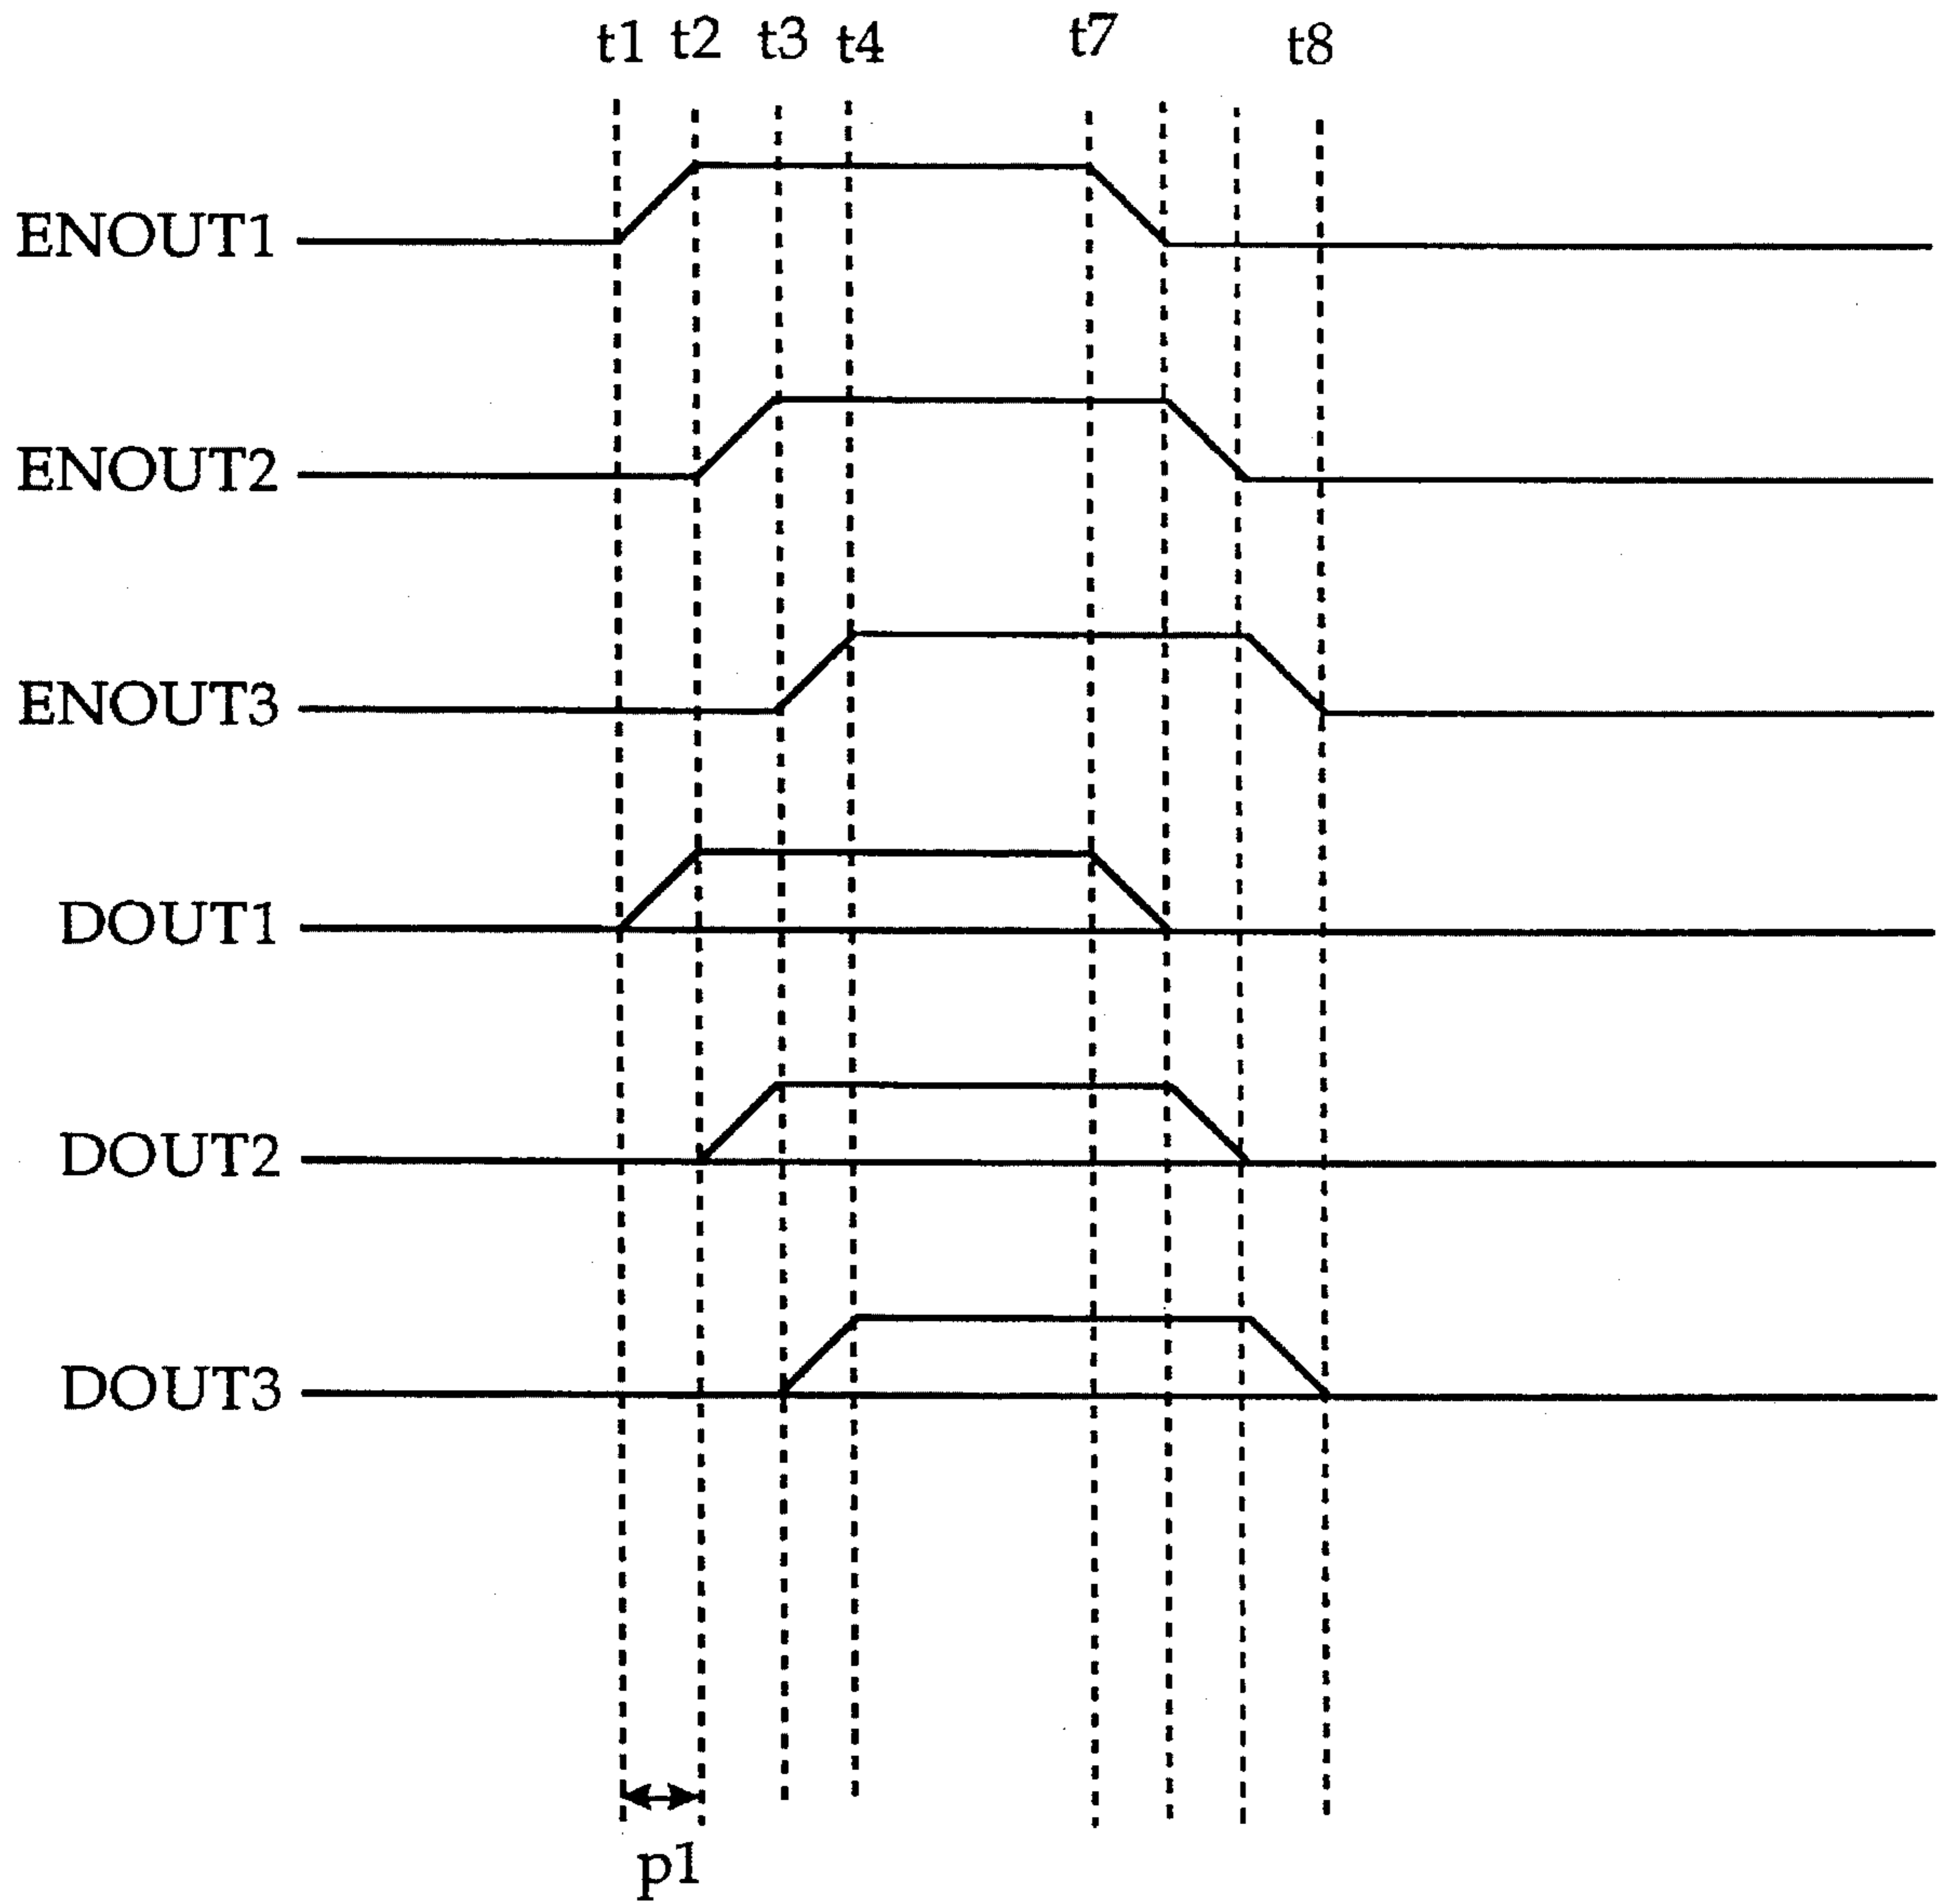 t1 t2 t3 t4 t7 t8
ENOUT1
ENOUT2
ENOUT3
DOUT1
DOUT2
DOUT3
p1